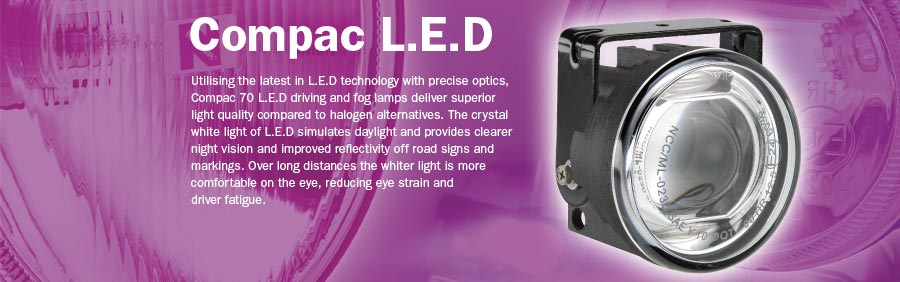 Compac L.E.D
Utilising the latest in L.E.D technology with precise optics,
Compac 70 L.E.D driving and fog lamps deliver superior
light quality compared to halogen alternatives. The crystal
white light of L.E.D simulates daylight and provides clearer
night vision and improved reflectivity off road signs and
markings. Over long distances the whiter light is more
comfortable on the eye, reducing eye strain and
driver fatigue.